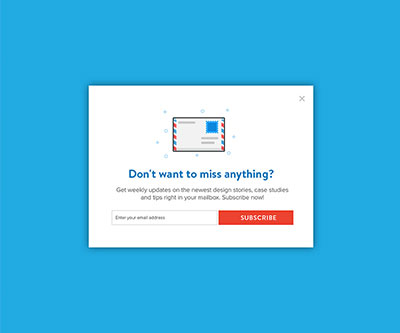 Don't want to miss anything?
Get weekly updates on the newest design stories, case studies
and tips right in your mailbox. Subscribe now!
Enter your email address
SUBSCRIBE